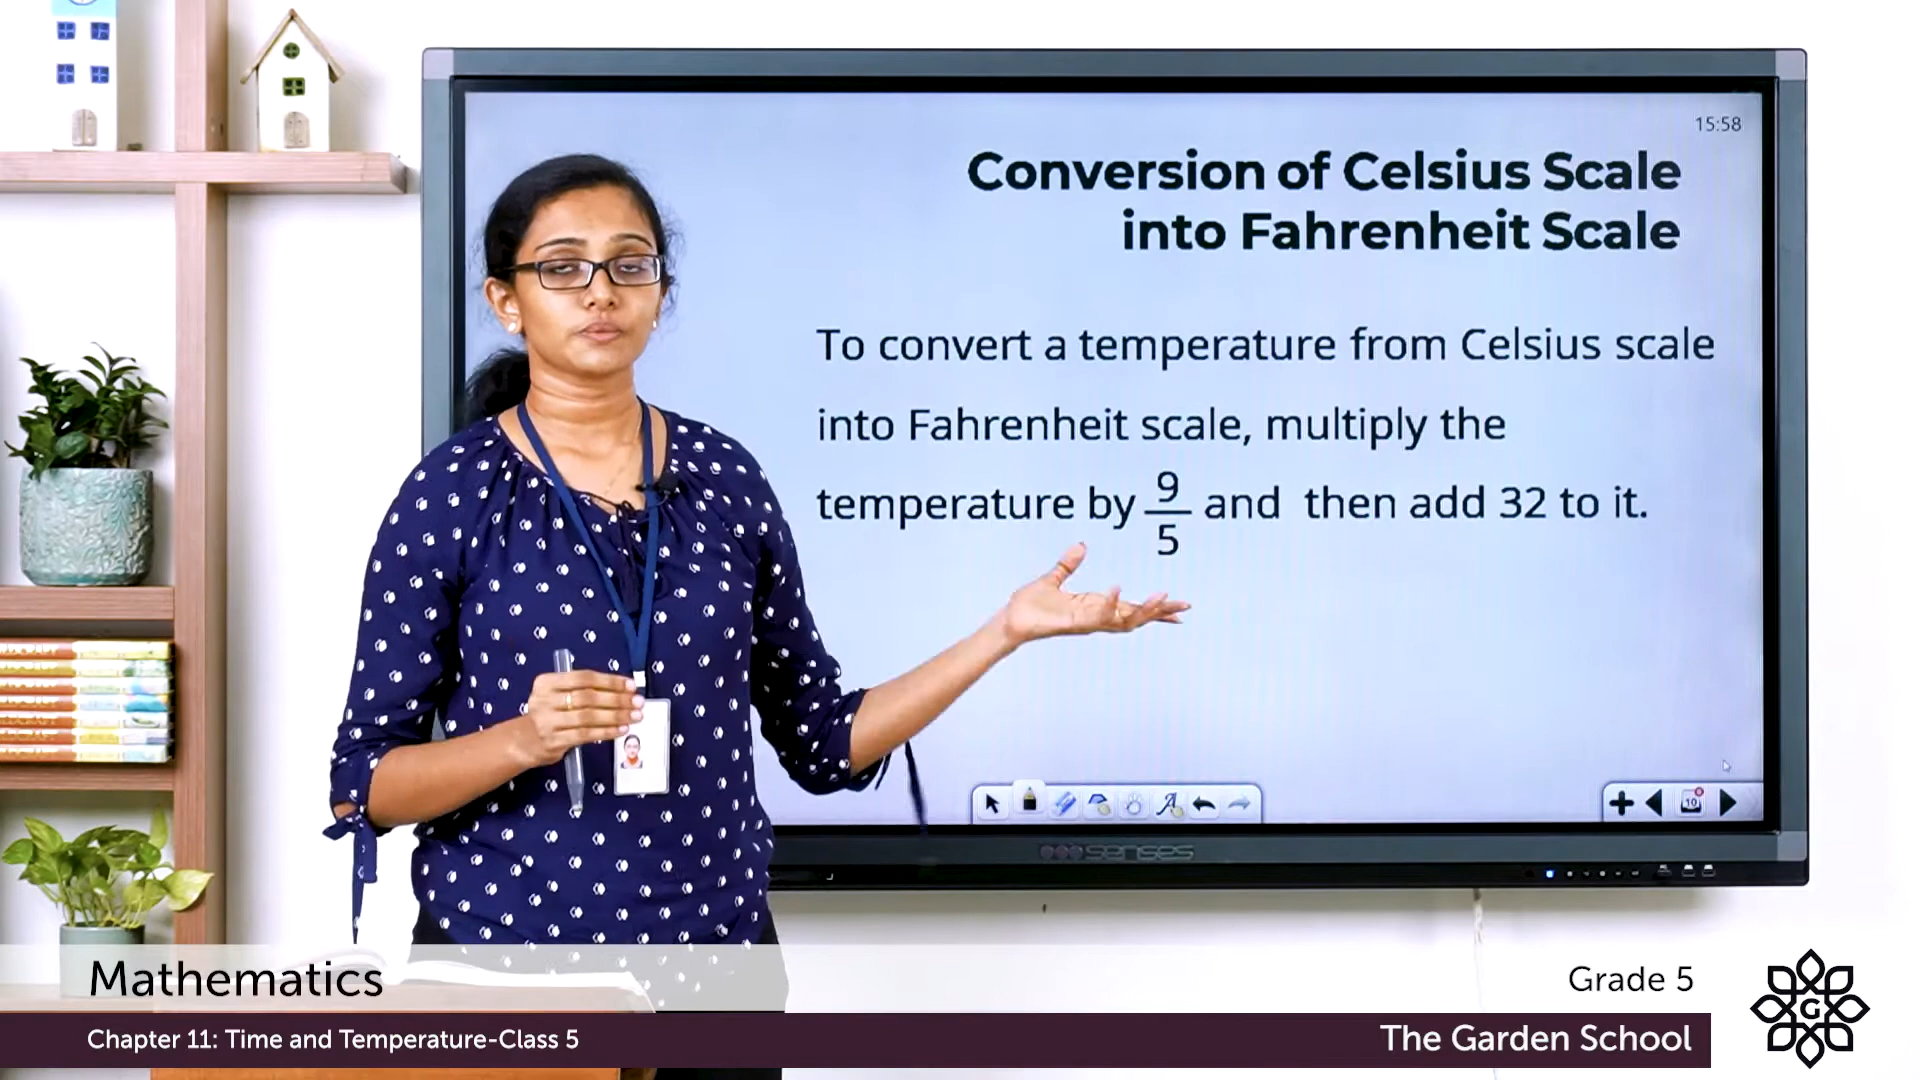 15:58
Conversion of Celsius Scale
into Fahrenheit Scale
To convert a temperature from Celsius scale
into Fahrenheit scale, multiply the
temperature by 9/5 and then add 32 to it.
10
senses
Mathematics
Grade 5
Chapter 11: Time and Temperature-Class 5
The Garden School
G